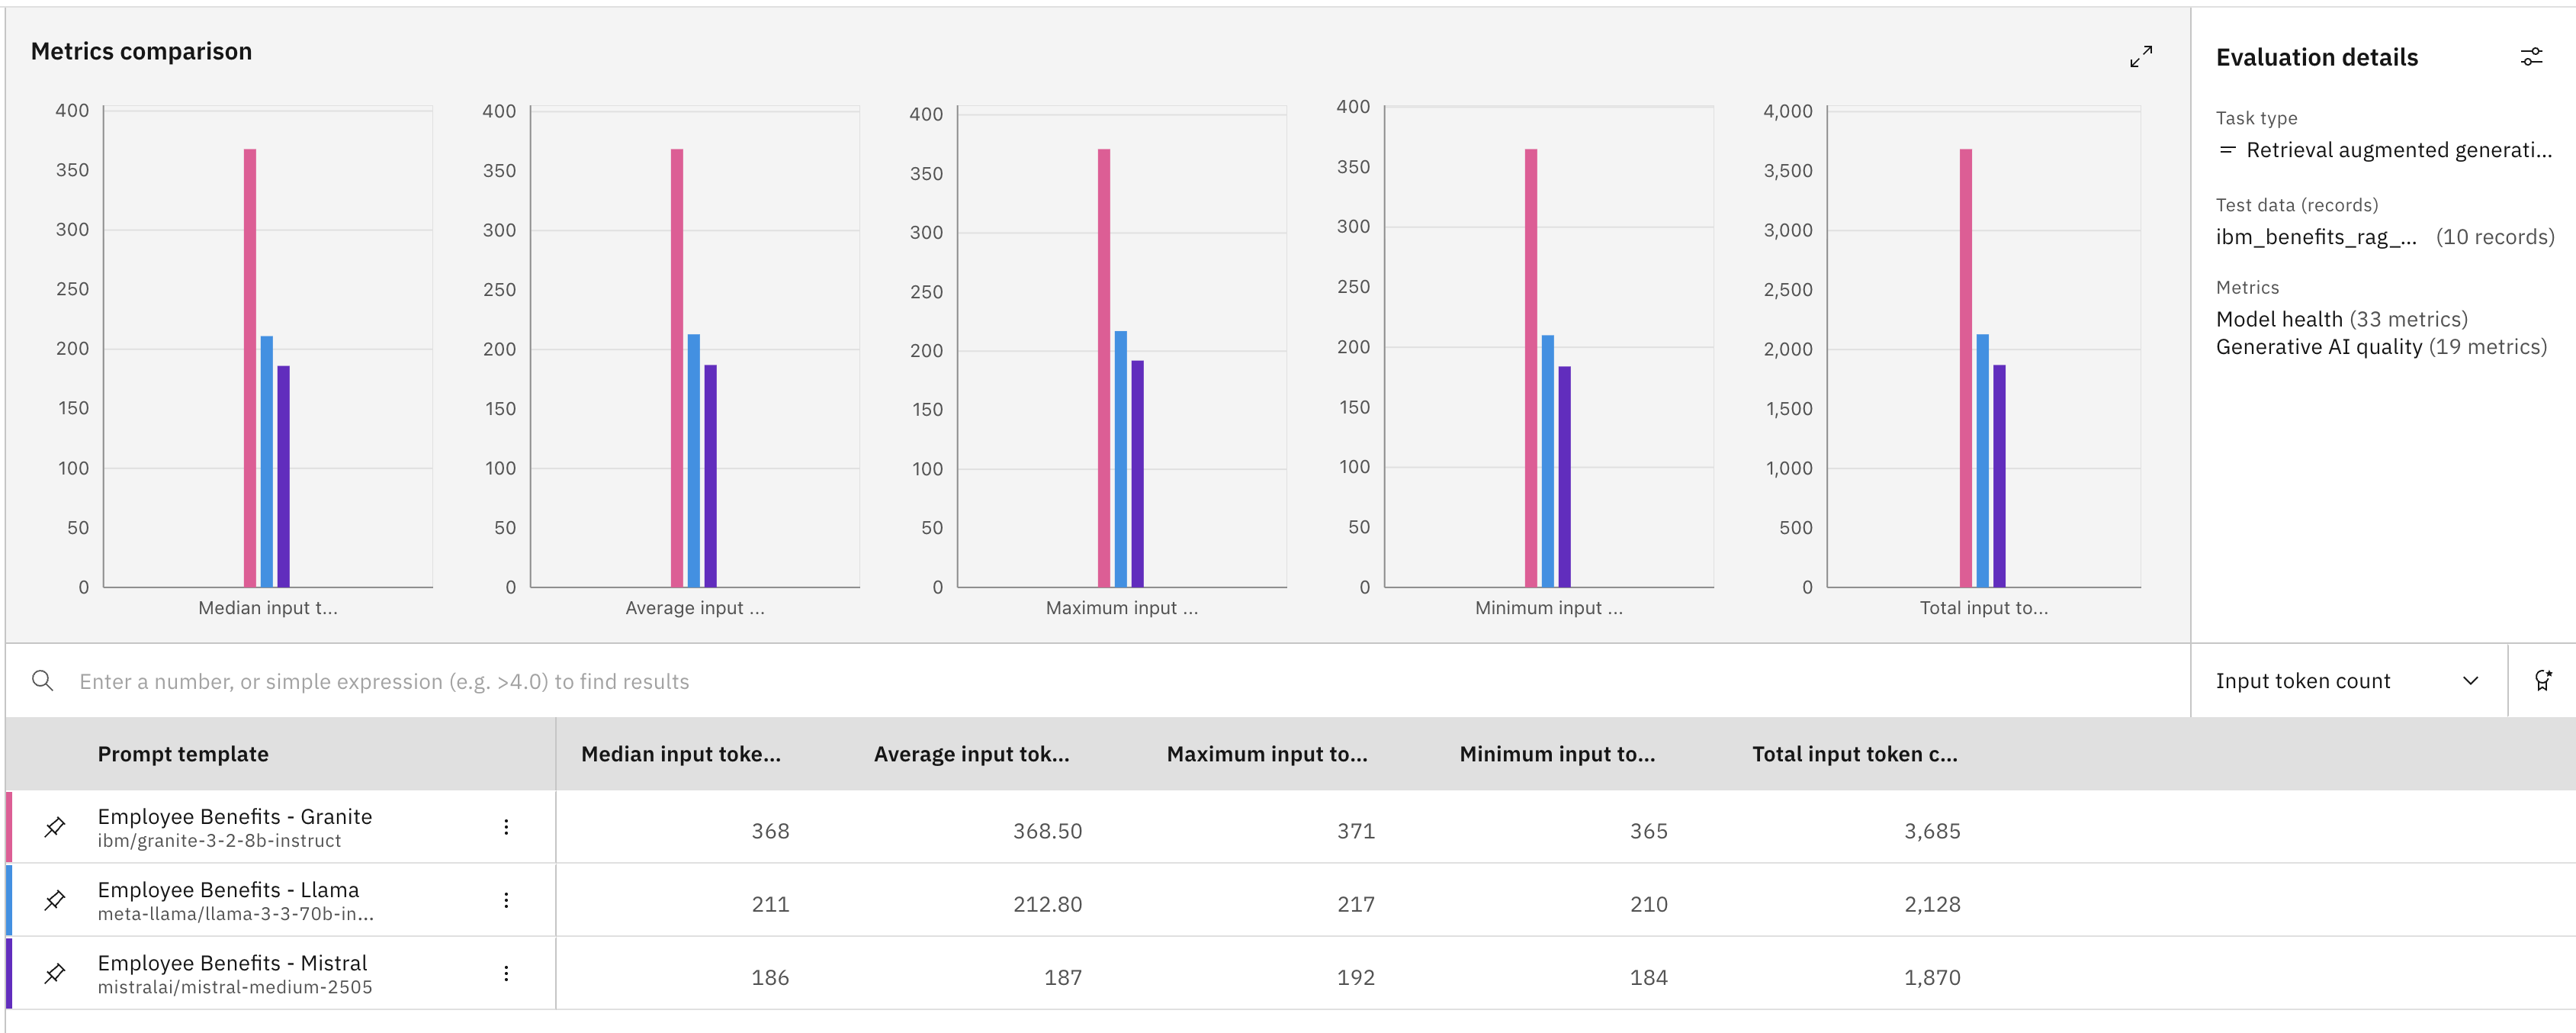 Metrics comparison
400
350
300
250
200
150
100
50
0
Median input t...
400
350
300
250
200
150
100
50
0
Average input ...
400
350
300
250
200
150
100
50
0
Maximum input ...
400
350
300
250
200
150
100
50
0
Minimum input ...
4,000
3,500
3,000
2,500
2,000
1,500
1,000
500
0
Total input to...
Evaluation details
Task type
Retrieval augmented generati...
Test data (records)
ibm_benefits_rag_... (10 records)
Metrics
Model health (33 metrics)
Generative AI quality (19 metrics)
Enter a number, or simple expression (e.g. >4.0) to find results
Input token count
Prompt template Median input toke... Average input tok... Maximum input to... Minimum input to... Total input token c...
Employee Benefits - Granite
ibm/granite-3-2-8b-instruct
368 368.50 371 365 3,685
Employee Benefits - Llama
meta-llama/llama-3-3-70b-in...
211 212.80 217 210 2,128
Employee Benefits - Mistral
mistralai/mistral-medium-2505
186 187 192 184 1,870